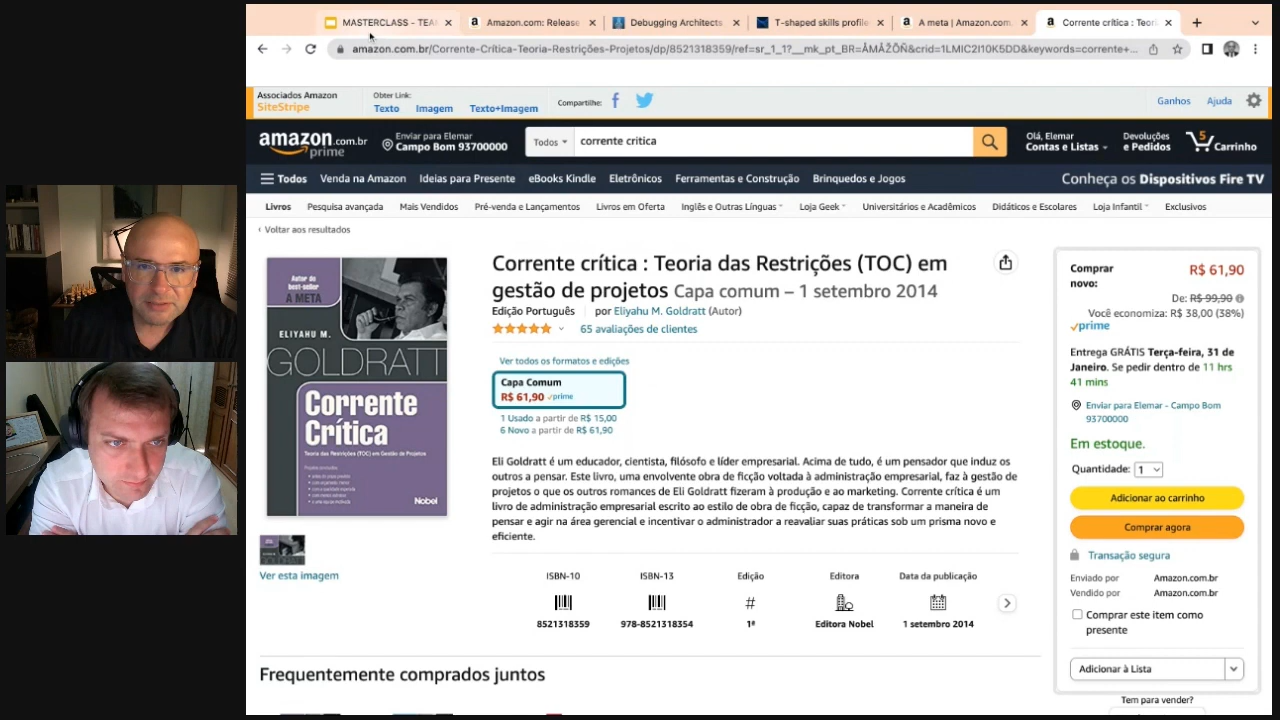 MASTERCLASS - TEA
Amazon.com: Release
Debugging Architects
T-shaped skills profile
A meta | Amazon.com
Corrente crítica : Teori
amazon.com.br/Corrente-Crítica-Teoria-Restrições-Projetos/dp/8521318359/ref=sr_1_1?__mk_pt_BR=ÅMÅŽÕÑ&crid=1LMIC2I10K5DD&keywords=corrente+...
Associados Amazon
SiteStripe
Obter Link:
Texto
Imagem
Texto+Imagem
Compartilhe:
Ganhos
Ajuda
amazon.com.br
prime
Enviar para Elemar
Campo Bom 93700000
Todos
corrente critica
Olá, Elemar
Contas e Listas
Devoluções
e Pedidos
5
Carrinho
Todos
Venda na Amazon
Ideias para Presente
eBooks Kindle
Eletrônicos
Ferramentas e Construção
Brinquedos e Jogos
Conheça os Dispositivos Fire TV
Livros
Pesquisa avançada
Mais Vendidos
Pré-venda e Lançamentos
Livros em Oferta
Inglês e Outras Línguas
Loja Geek
Universitários e Acadêmicos
Didáticos e Escolares
Loja Infantil
Exclusivos
‹ Voltar aos resultados
Autor do
best-seller
A META
ELIYAHU M.
GOLDRATT
Corrente
Crítica
Teoria das Restrições (TOC) em Gestão de Projetos
Nobel
Ver esta imagem
Corrente crítica : Teoria das Restrições (TOC) em
gestão de projetos Capa comum – 1 setembro 2014
Edição Português
por Eliyahu M. Goldratt (Autor)
65 avaliações de clientes
Ver todos os formatos e edições
Capa Comum
R$ 61,90 prime
1 Usado a partir de R$ 15,00
6 Novo a partir de R$ 61,90
Eli Goldratt é um educador, cientista, filósofo e líder empresarial. Acima de tudo, é um pensador que induz os
outros a pensar. Este livro, uma envolvente obra de ficção voltada à administração empresarial, faz à gestão de
projetos o que os outros romances de Eli Goldratt fizeram à produção e ao marketing. Corrente crítica é um
livro de administração empresarial escrito ao estilo de obra de ficção, capaz de transformar a maneira de
pensar e agir na área gerencial e incentivar o administrador a reavaliar suas práticas sob um prisma novo e
eficiente.
ISBN-10
ISBN-13
Edição
Editora
Data da publicação
#
8521318359
978-8521318354
1ª
Editora Nobel
1 setembro 2014
Frequentemente comprados juntos
Comprar
novo:
R$ 61,90
De: R$ 99,90
Você economiza: R$ 38,00 (38%)
prime
Entrega GRÁTIS Terça-feira, 31 de
Janeiro. Se pedir dentro de 11 hrs
41 mins
Enviar para Elemar - Campo Bom
93700000
Em estoque.
Quantidade: 1
Adicionar ao carrinho
Comprar agora
Transação segura
Enviado por Amazon.com.br
Vendido por Amazon.com.br
Comprar este item como
presente
Adicionar à Lista
Tem para vender?